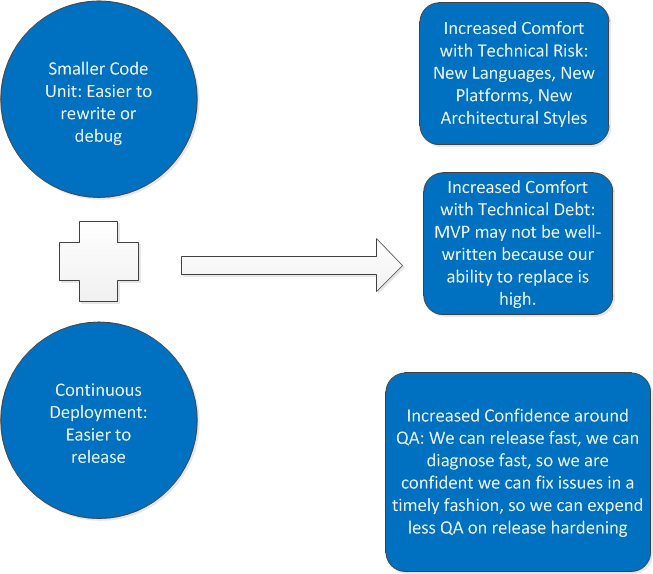 Smaller Code
Unit: Easier to
rewrite or
debug
Continuous
Deployment:
Easier to
release
Increased Comfort
with Technical Risk:
New Languages, New
Platforms, New
Architectural Styles
Increased Comfort
with Technical Debt:
MVP may not be well-
written because our
ability to replace is
high.
Increased Confidence around
QA: We can release fast, we can
diagnose fast, so we are
confident we can fix issues in a
timely fashion, so we can expend
less QA on release hardening